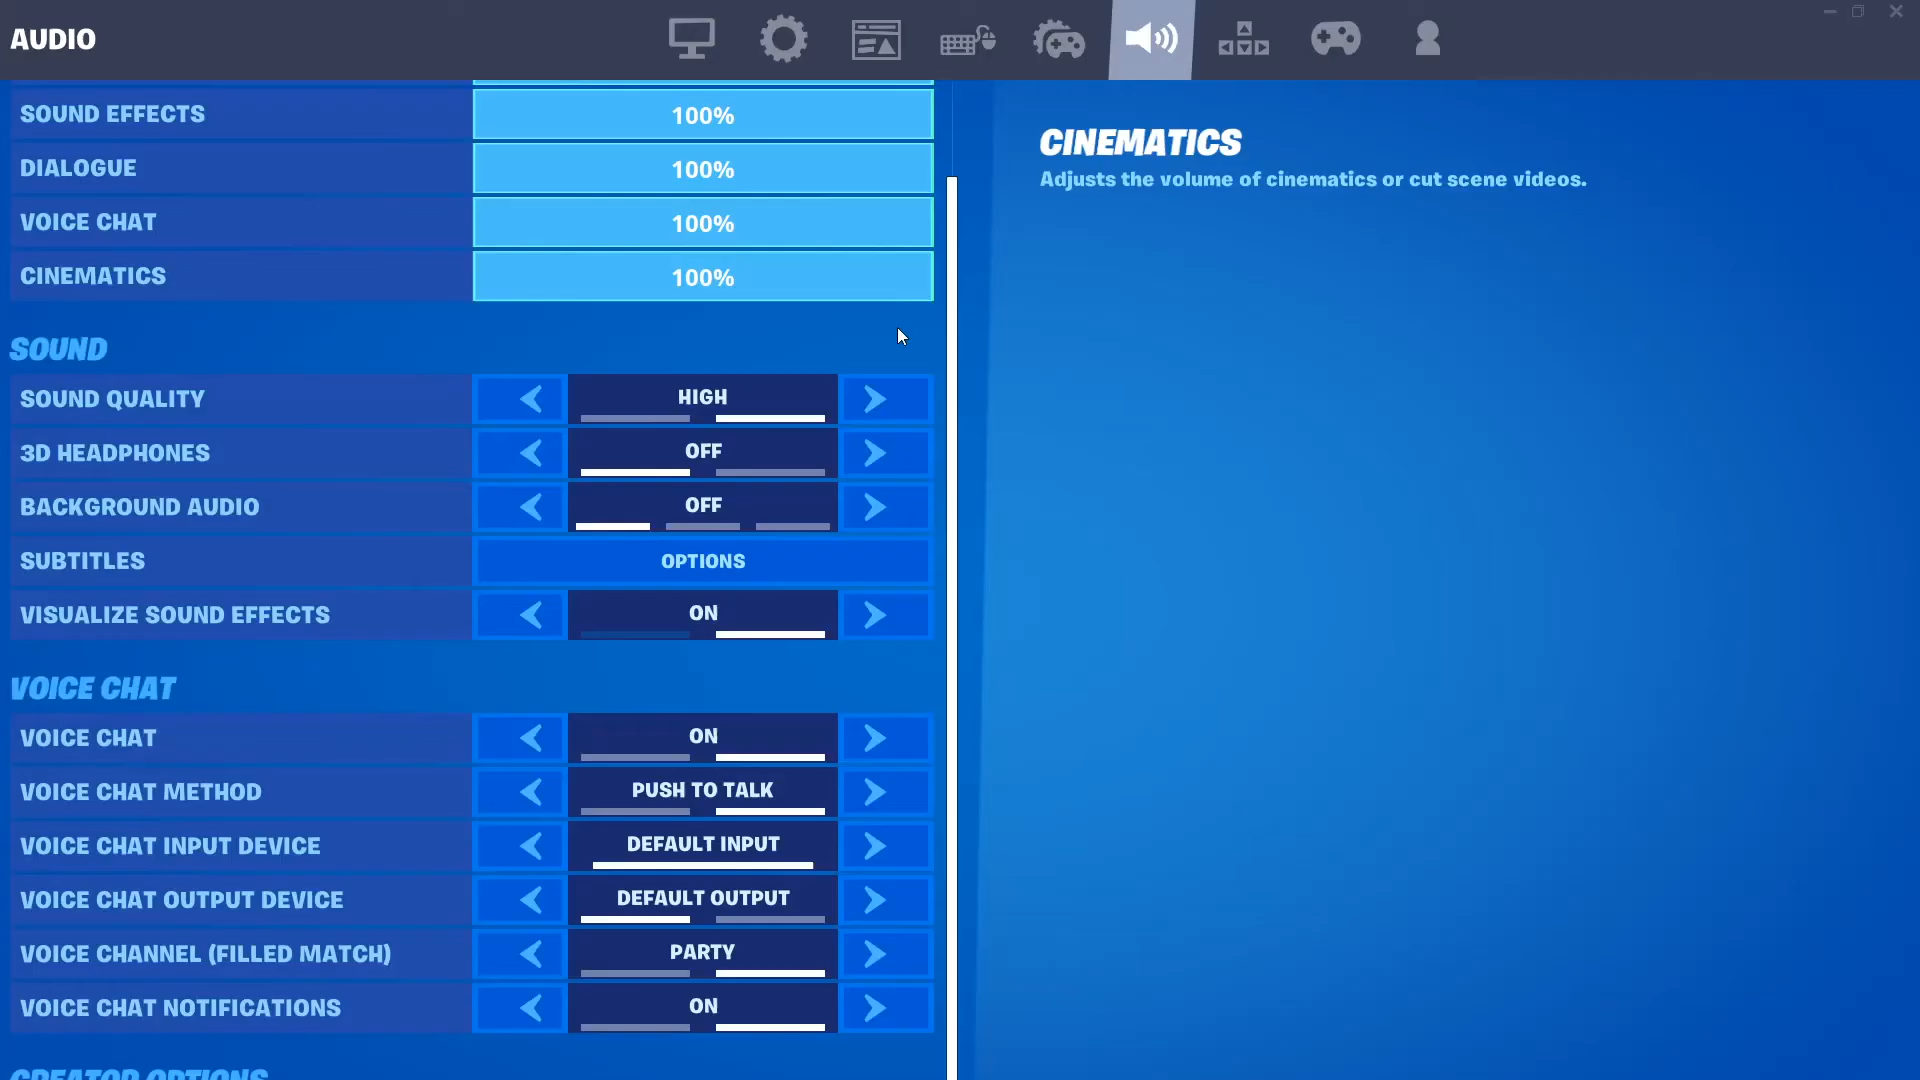 AUDIO
SOUND EFFECTS 100%
DIALOGUE 100%
VOICE CHAT 100%
CINEMATICS 100%
SOUND
SOUND QUALITY HIGH
3D HEADPHONES OFF
BACKGROUND AUDIO OFF
SUBTITLES OPTIONS
VISUALIZE SOUND EFFECTS ON
VOICE CHAT
VOICE CHAT ON
VOICE CHAT METHOD PUSH TO TALK
VOICE CHAT INPUT DEVICE DEFAULT INPUT
VOICE CHAT OUTPUT DEVICE DEFAULT OUTPUT
VOICE CHANNEL (FILLED MATCH) PARTY
VOICE CHAT NOTIFICATIONS ON
CREATOR OPTIONS
CINEMATICS
Adjusts the volume of cinematics or cut scene videos.